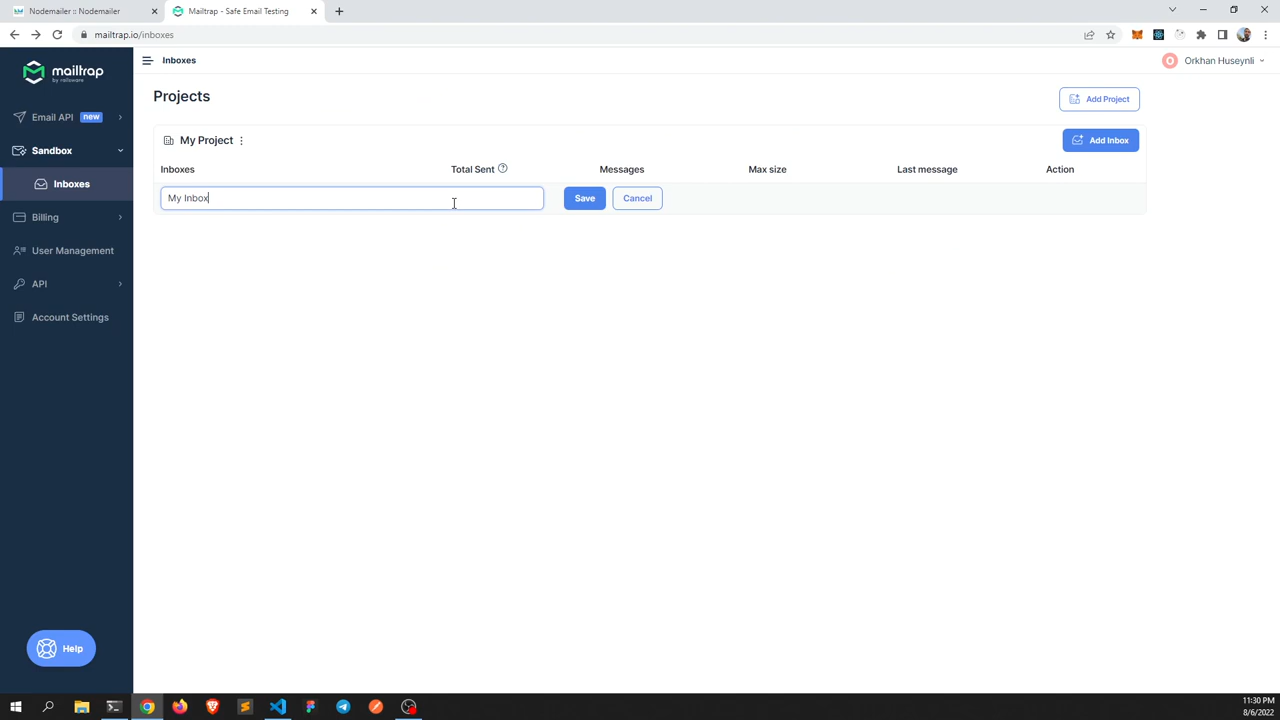 Nodemailer :: Nodemailer
Mailtrap - Safe Email Testing
mailtrap.io/inboxes
mailtrap
by railsware
Inboxes
O
Orkhan Huseynli
Email API new
Sandbox
Inboxes
Billing
User Management
API
Account Settings
Projects
Add Project
My Project
Add Inbox
Inboxes
Total Sent
Messages
Max size
Last message
Action
My Inbox
Save
Cancel
Help
11:30 PM
8/6/2022